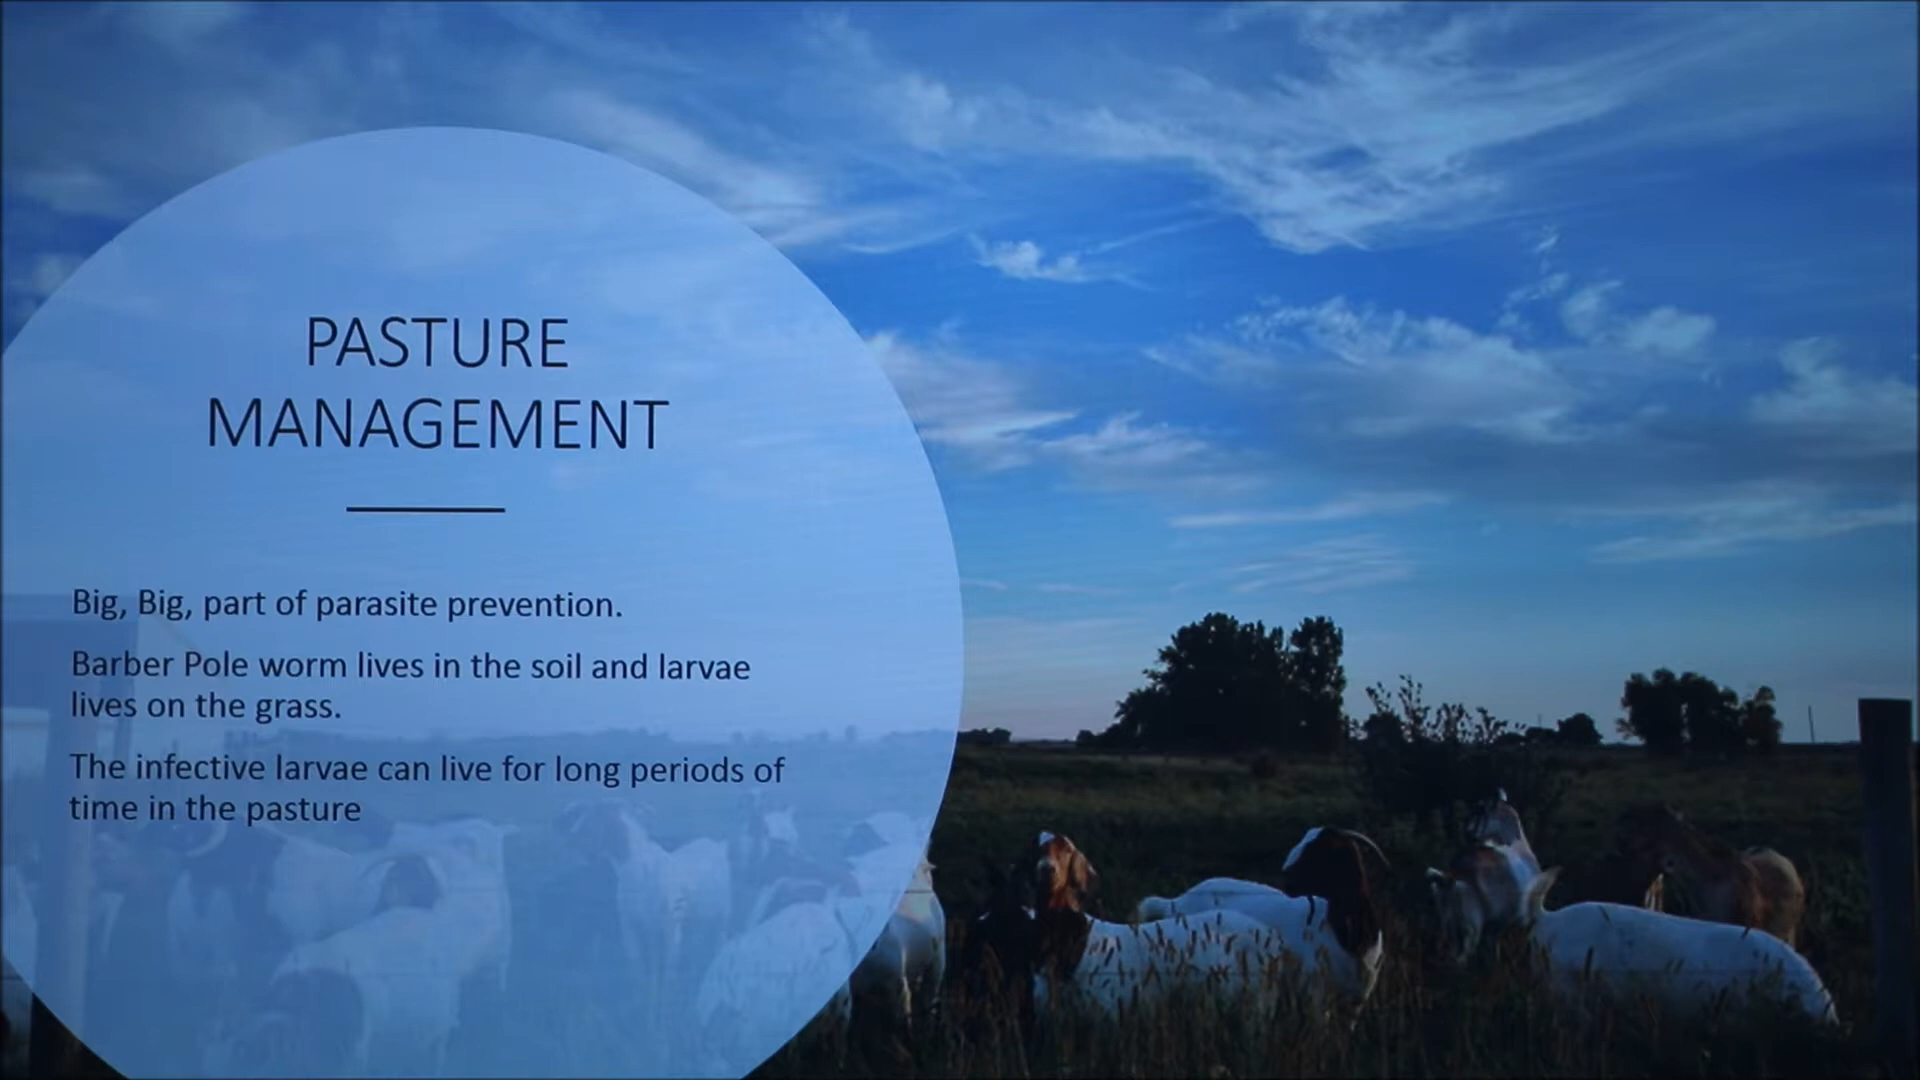 PASTURE
MANAGEMENT
Big, Big, part of parasite prevention.
Barber Pole worm lives in the soil and larvae
lives on the grass.
The infective larvae can live for long periods of
time in the pasture